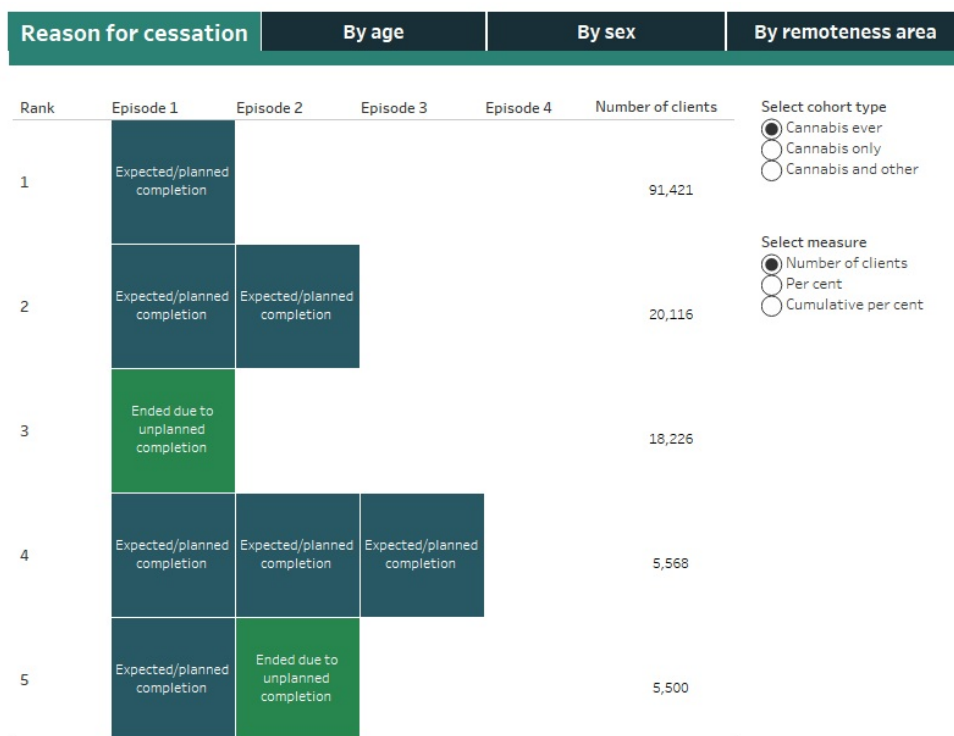 Reason for cessation
By age
By sex
By remoteness area
Rank
Episode 1
Episode 2
Episode 3
Episode 4
Number of clients
1
Expected/planned
completion
91,421
2
Expected/planned
completion
Expected/planned
completion
20,116
3
Ended due to
unplanned
completion
18,226
4
Expected/planned
completion
Expected/planned
completion
Expected/planned
completion
5,568
5
Expected/planned
completion
Ended due to
unplanned
completion
5,500
Select cohort type
Cannabis ever
Cannabis only
Cannabis and other
Select measure
Number of clients
Per cent
Cumulative per cent